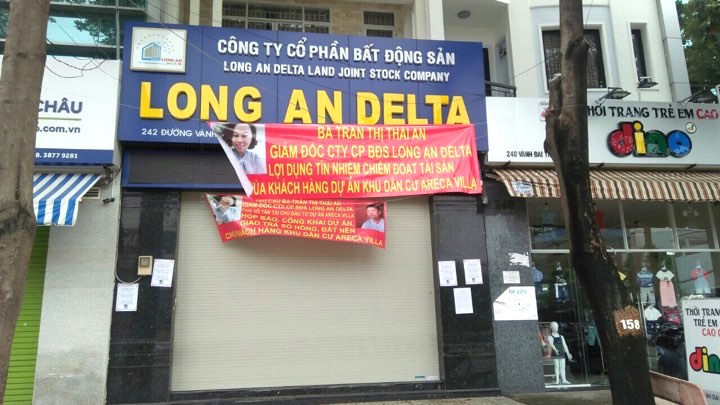 CÔNG TY CỔ PHẦN BẤT ĐỘNG SẢN
LONG AN DELTA LAND JOINT STOCK COMPANY
LONG AN
LONG AN DELTA
242 ĐƯỜNG VÀNH
BÀ TRẦN THỊ THÁI AN
GIÁM ĐỐC CTY CP BĐS LONG AN DELTA
LỢI DỤNG TÍN NHIỆM CHIẾM ĐOẠT TÀI SẢN
CỦA KHÁCH HÀNG DỰ ÁN KHU DÂN CƯ ARECA VILLA
BÀ TRẦN THỊ THÁI AN
GIÁM ĐỐC CTY CP BĐS LONG AN DELTA
HỌP BÁO, CÔNG KHAI DỰ ÁN,
GIAO TRẢ SỔ HỒNG, ĐẤT NỀN
KHÁCH HÀNG KHU DÂN CƯ ARECA VILLA
CHÂU
.com.vn
8. 3877 9281
THỜI TRANG TRẺ EM CAO
dino
240 VÀNH ĐAI
158
THỜI TRANG
TRẺ EM
CAO
dino